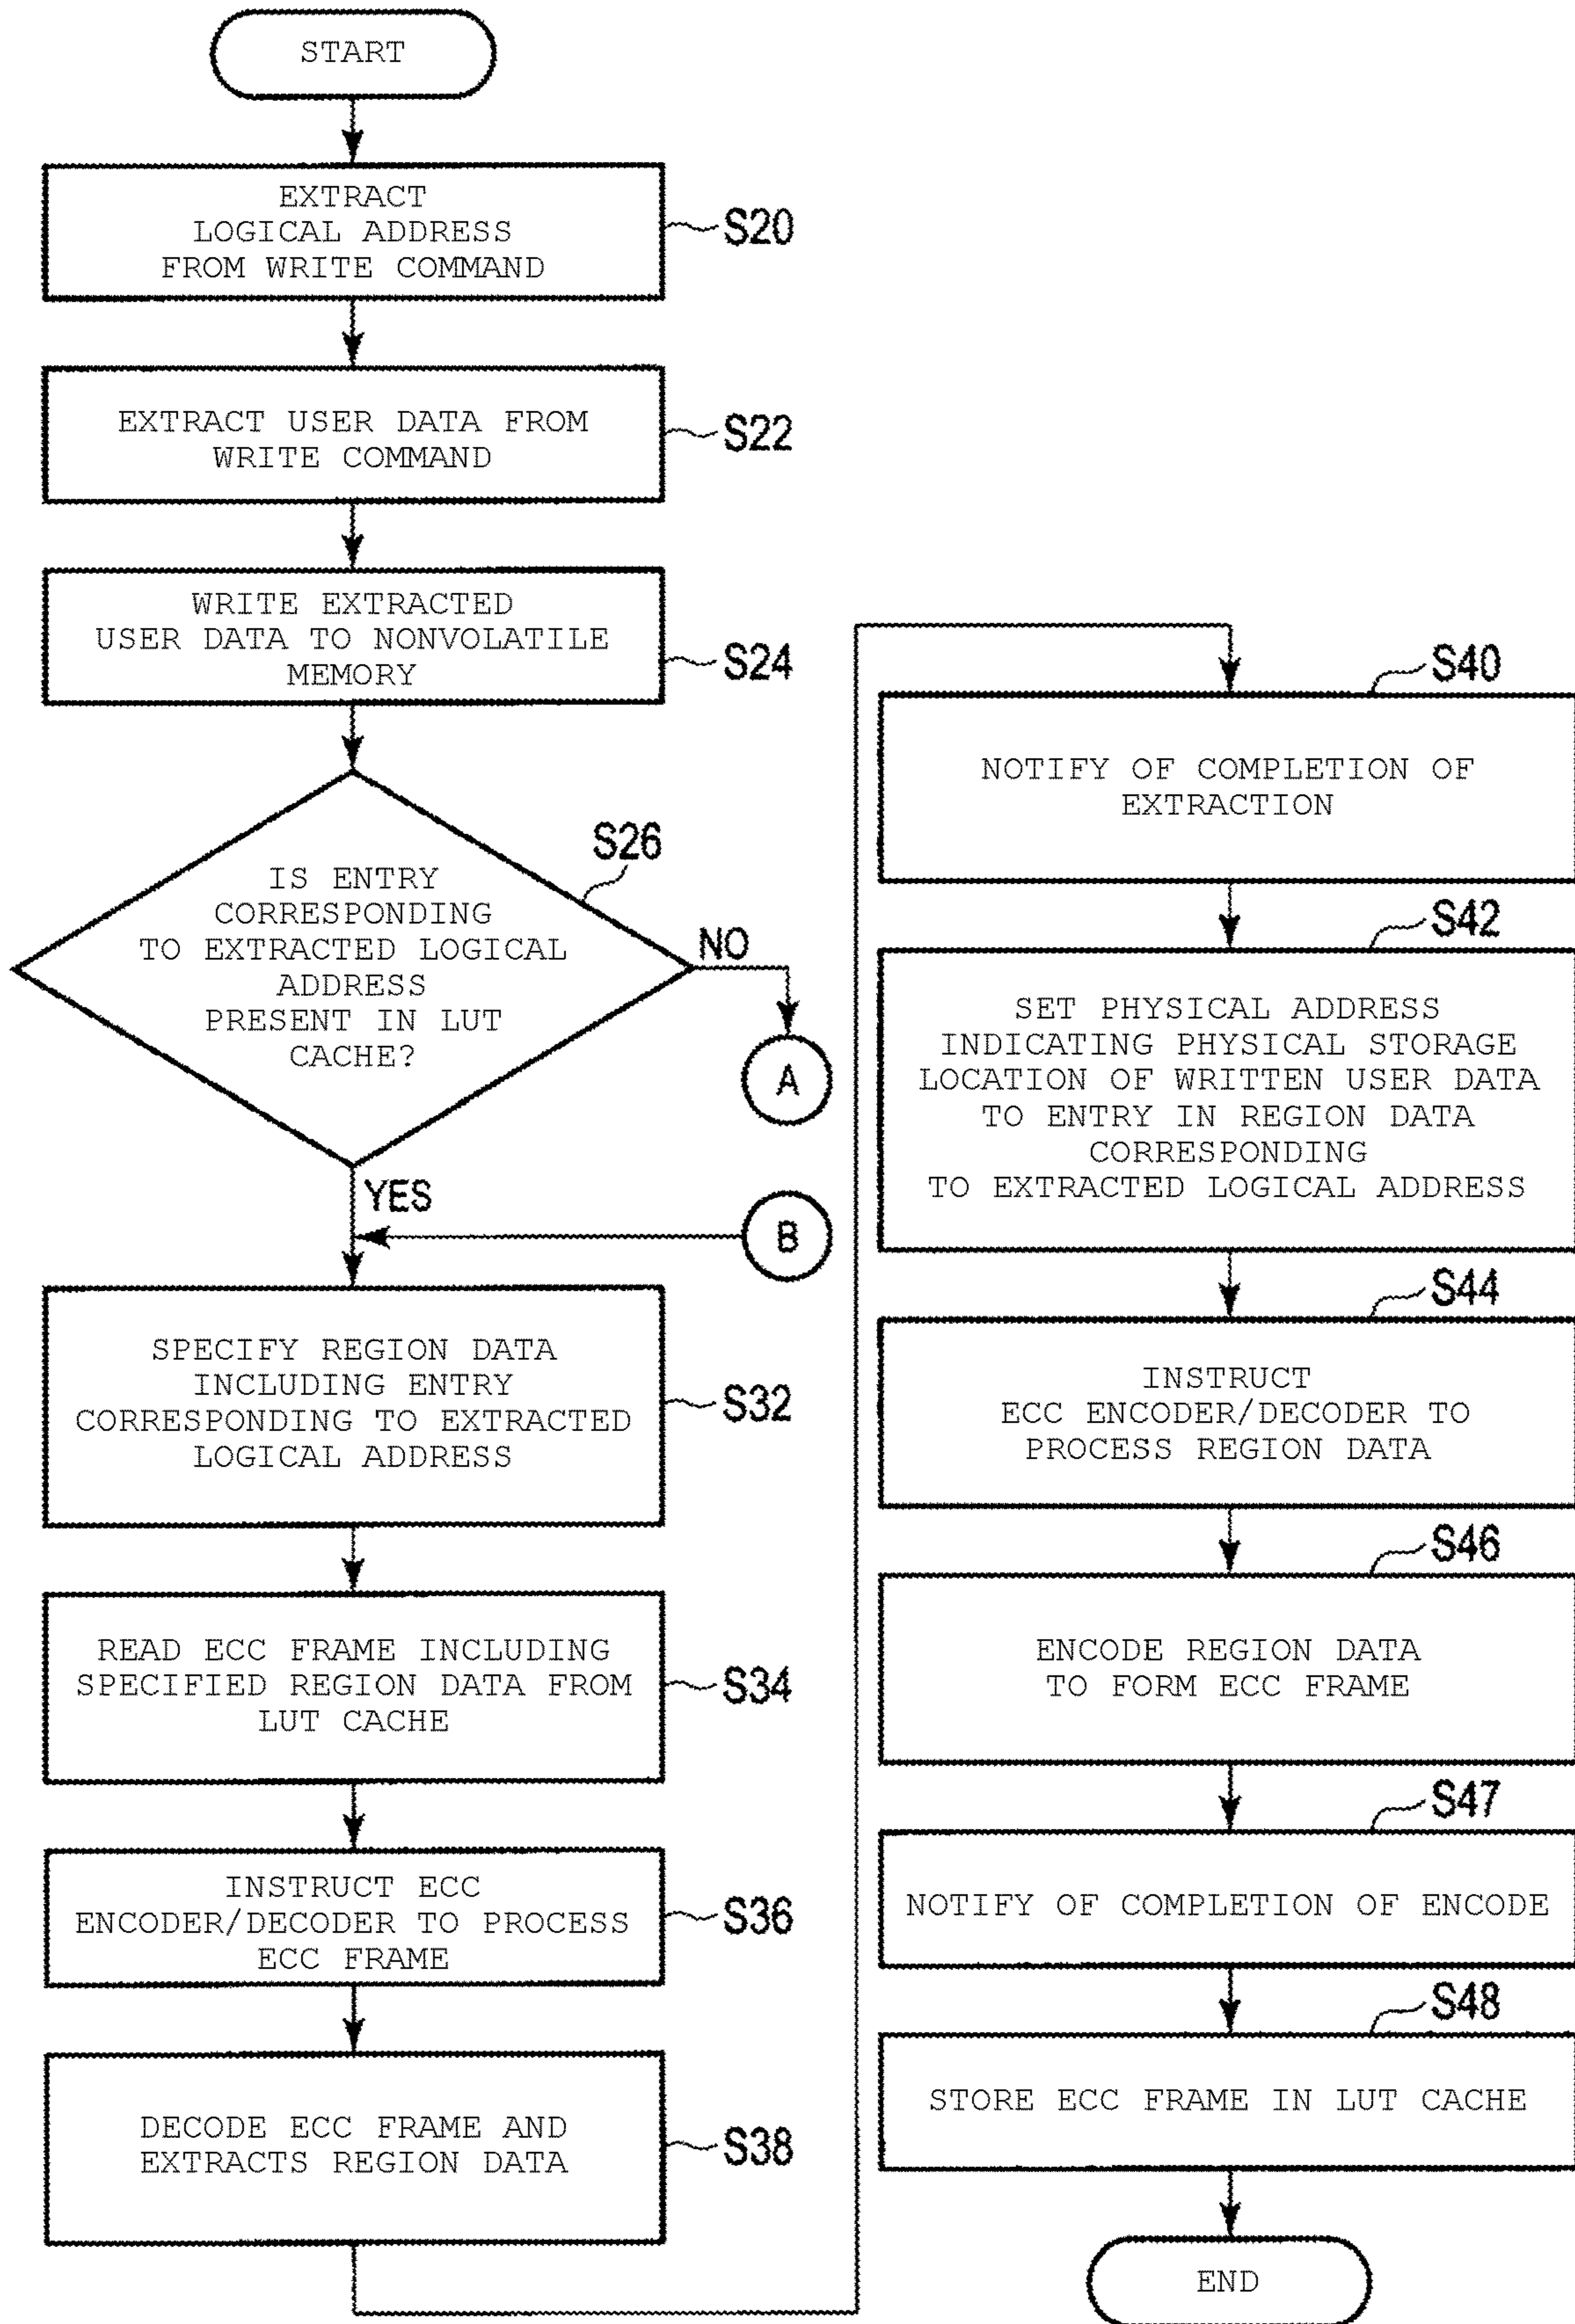 START
EXTRACT
LOGICAL ADDRESS
FROM WRITE COMMAND
S20
EXTRACT USER DATA FROM
WRITE COMMAND
S22
WRITE EXTRACTED
USER DATA TO NONVOLATILE
MEMORY
S24
IS ENTRY
CORRESPONDING
TO EXTRACTED LOGICAL
ADDRESS
PRESENT IN LUT
CACHE?
S26
NO
A
YES
B
SPECIFY REGION DATA
INCLUDING ENTRY
CORRESPONDING TO EXTRACTED
LOGICAL ADDRESS
S32
READ ECC FRAME INCLUDING
SPECIFIED REGION DATA FROM
LUT CACHE
S34
INSTRUCT ECC
ENCODER/DECODER TO PROCESS
ECC FRAME
S36
DECODE ECC FRAME AND
EXTRACTS REGION DATA
S38
S40
NOTIFY OF COMPLETION OF
EXTRACTION
S42
SET PHYSICAL ADDRESS
INDICATING PHYSICAL STORAGE
LOCATION OF WRITTEN USER DATA
TO ENTRY IN REGION DATA
CORRESPONDING
TO EXTRACTED LOGICAL ADDRESS
S44
INSTRUCT
ECC ENCODER/DECODER TO
PROCESS REGION DATA
S46
ENCODE REGION DATA
TO FORM ECC FRAME
S47
NOTIFY OF COMPLETION OF ENCODE
S48
STORE ECC FRAME IN LUT CACHE
END